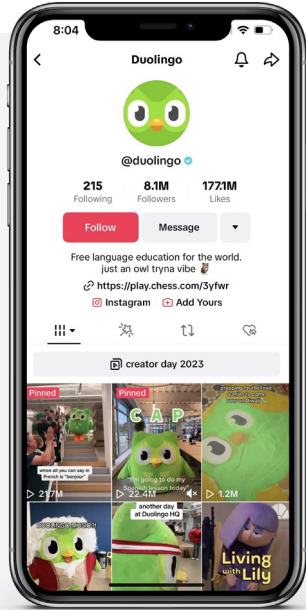 8:04
Duolingo
@duolingo
215 8.1M 177.1M
Following Followers Likes
Follow Message
Free language education for the world.
just an owl tryna vibe
https://play.chess.com/3yfwr
Instagram Add Yours
creator day 2023
Pinned
when all you can say in
French is "bonjour"
21.7M
Pinned
CAP
"I'm going to do my
Spanish lesson today"
22.4M
1.2M
DUOLINGO MUSIC!!
another day
at Duolingo HQ
Living
with Lily